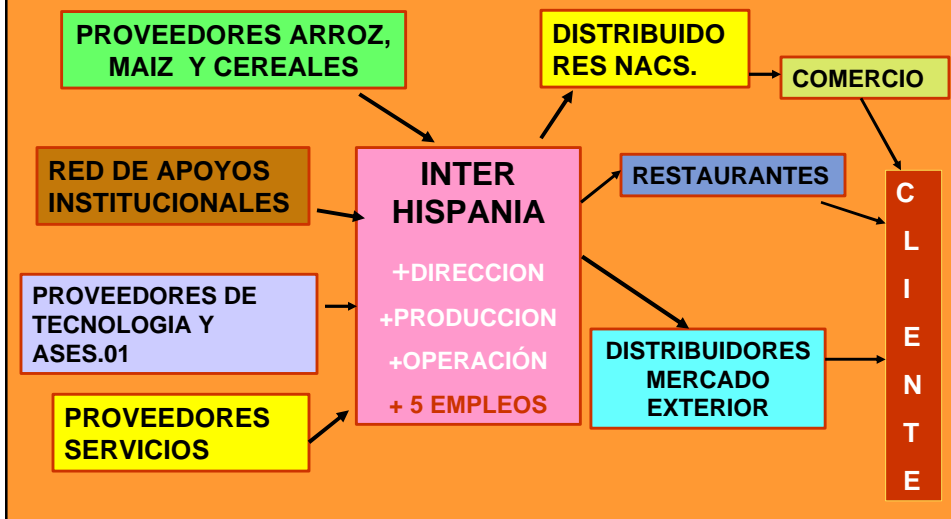 PROVEEDORES ARROZ,
MAIZ Y CEREALES
DISTRIBUIDO
RES NACS.
COMERCIO
RED DE APOYOS
INSTITUCIONALES
INTER
HISPANIA
+DIRECCION
+PRODUCCION
+OPERACIÓN
+ 5 EMPLEOS
RESTAURANTES
PROVEEDORES DE
TECNOLOGIA Y
ASES.01
DISTRIBUIDORES
MERCADO
EXTERIOR
PROVEEDORES
SERVICIOS
C
L
I
E
N
T
E